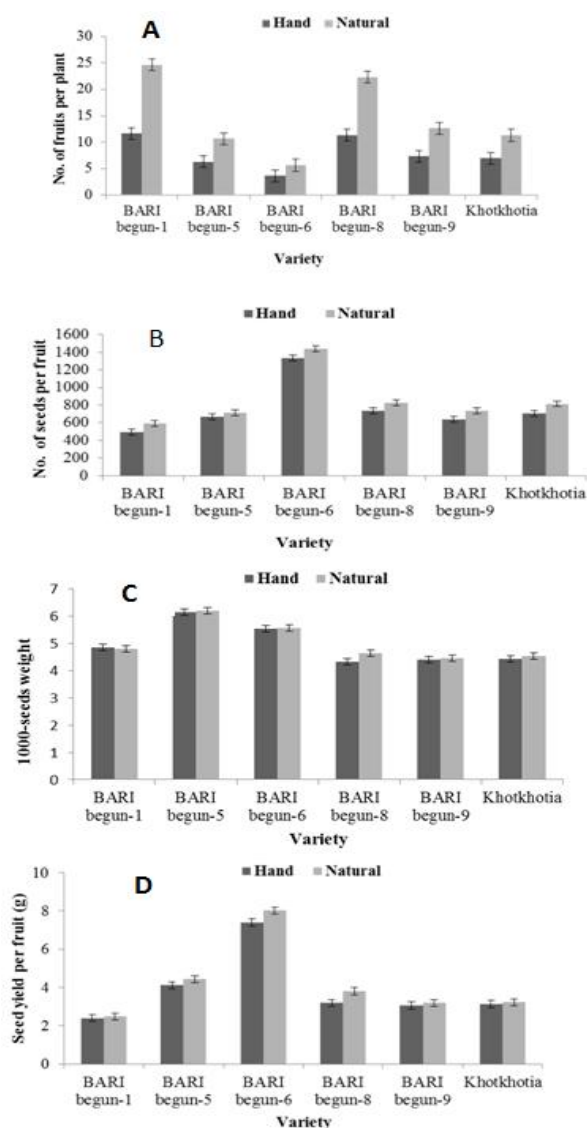 A
Hand Natural
No. of fruits per plant
30
25
20
15
10
5
0
BARI begun-1 BARI begun-5 BARI begun-6 BARI begun-8 BARI begun-9 Khotkhotia
Variety
B
Hand Natural
No. of seeds per fruit
1600
1400
1200
1000
800
600
400
200
0
BARI begun-1 BARI begun-5 BARI begun-6 BARI begun-8 BARI begun-9 Khotkhotia
Variety
C
Hand Natural
1000-seeds weight
7
6
5
4
3
2
1
0
BARI begun-1 BARI begun-5 BARI begun-6 BARI begun-8 BARI begun-9 Khotkhotia
Variety
D
Hand Natural
Seed yield per fruit (g)
10
8
6
4
2
0
BARI begun-1 BARI begun-5 BARI begun-6 BARI begun-8 BARI begun-9 Khotkhotia
Variety